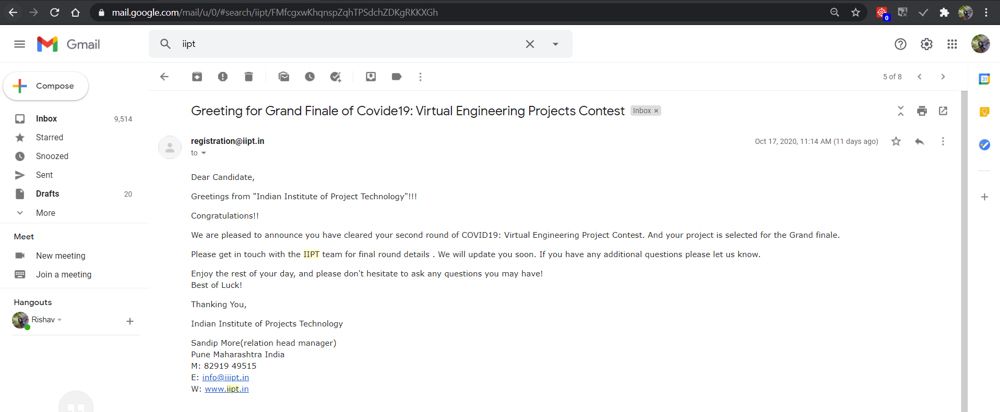 mail.google.com/mail/u/0/#search/iipt/FMfcgxwKhqnspZqhTPSdchZDKgRKKXGh
0
Gmail
iipt
Compose
5 of 8
31
Greeting for Grand Finale of Covide19: Virtual Engineering Projects Contest Inbox ×
Inbox 9,514
Starred
Snoozed
Sent
Drafts 20
More
Meet
New meeting
Join a meeting
Hangouts
Rishav
registration@iipt.in
Oct 17, 2020, 11:14 AM (11 days ago)
to
Dear Candidate,
Greetings from "Indian Institute of Project Technology"!!!
Congratulations!!
We are pleased to announce you have cleared your second round of COVID19: Virtual Engineering Project Contest. And your project is selected for the Grand finale.
Please get in touch with the IIPT team for final round details . We will update you soon. If you have any additional questions please let us know.
Enjoy the rest of your day, and please don't hesitate to ask any questions you may have!
Best of Luck!
Thanking You,
Indian Institute of Projects Technology
Sandip More(relation head manager)
Pune Maharashtra India
M: 82919 49515
E: info@iiipt.in
W: www.iipt.in